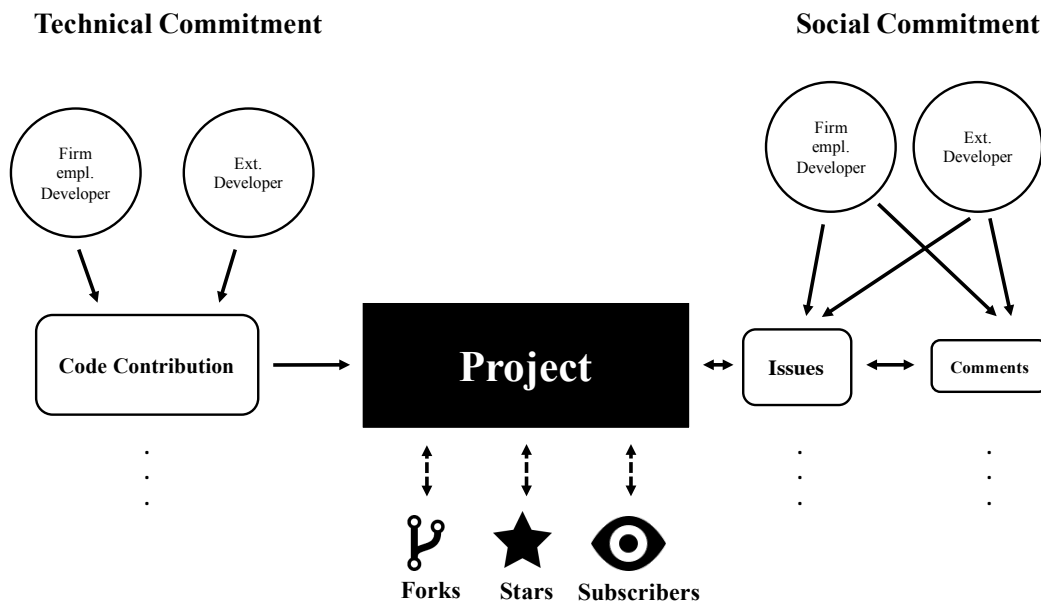 Technical Commitment
Social Commitment
Firm
empl.
Developer
Ext.
Developer
Firm
empl.
Developer
Ext.
Developer
Code Contribution
Project
Issues
Comments
Forks
Stars
Subscribers